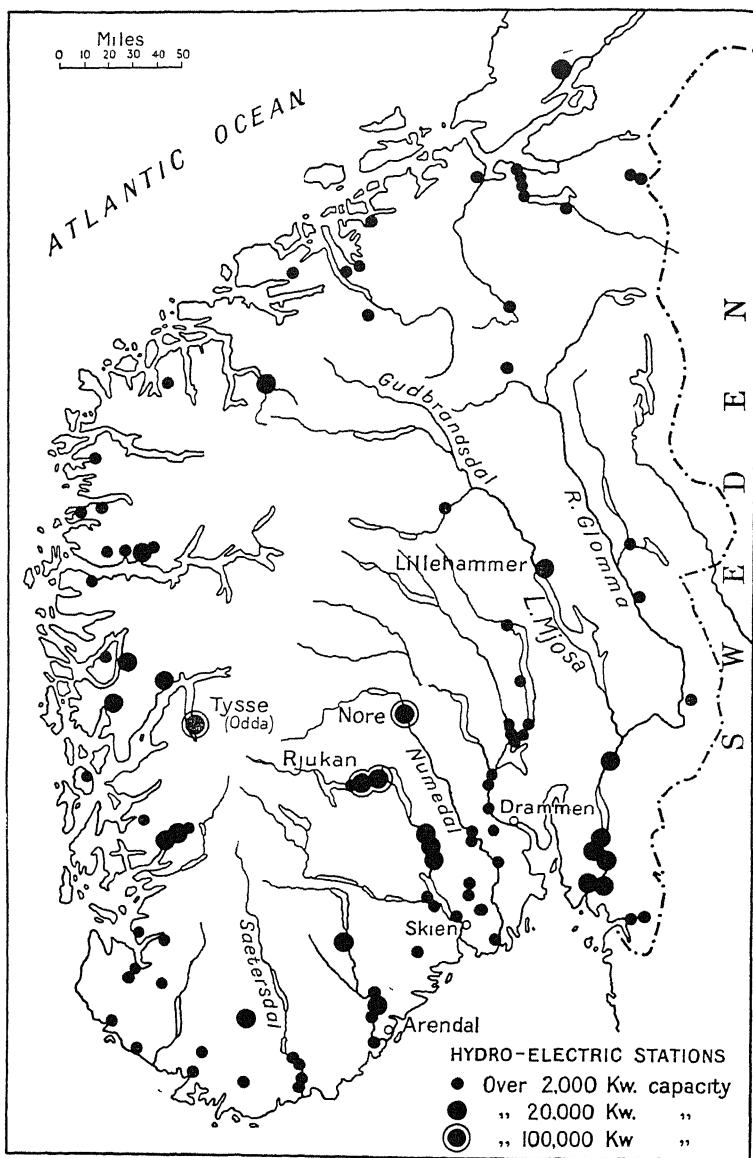 Miles
0 10 20 30 40 50
ATLANTIC OCEAN
Gudbrandsdal
R. Glomma
SWEDEN
Lillehammer
L. Mjosa
Tysse
(Odda)
Nore
Rjukan
Numedal
Drammen
Skien
Saetersdal
Arendal
HYDRO-ELECTRIC STATIONS
Over 2,000 Kw. capacity
„ 20,000 Kw. „
„ 100,000 Kw „